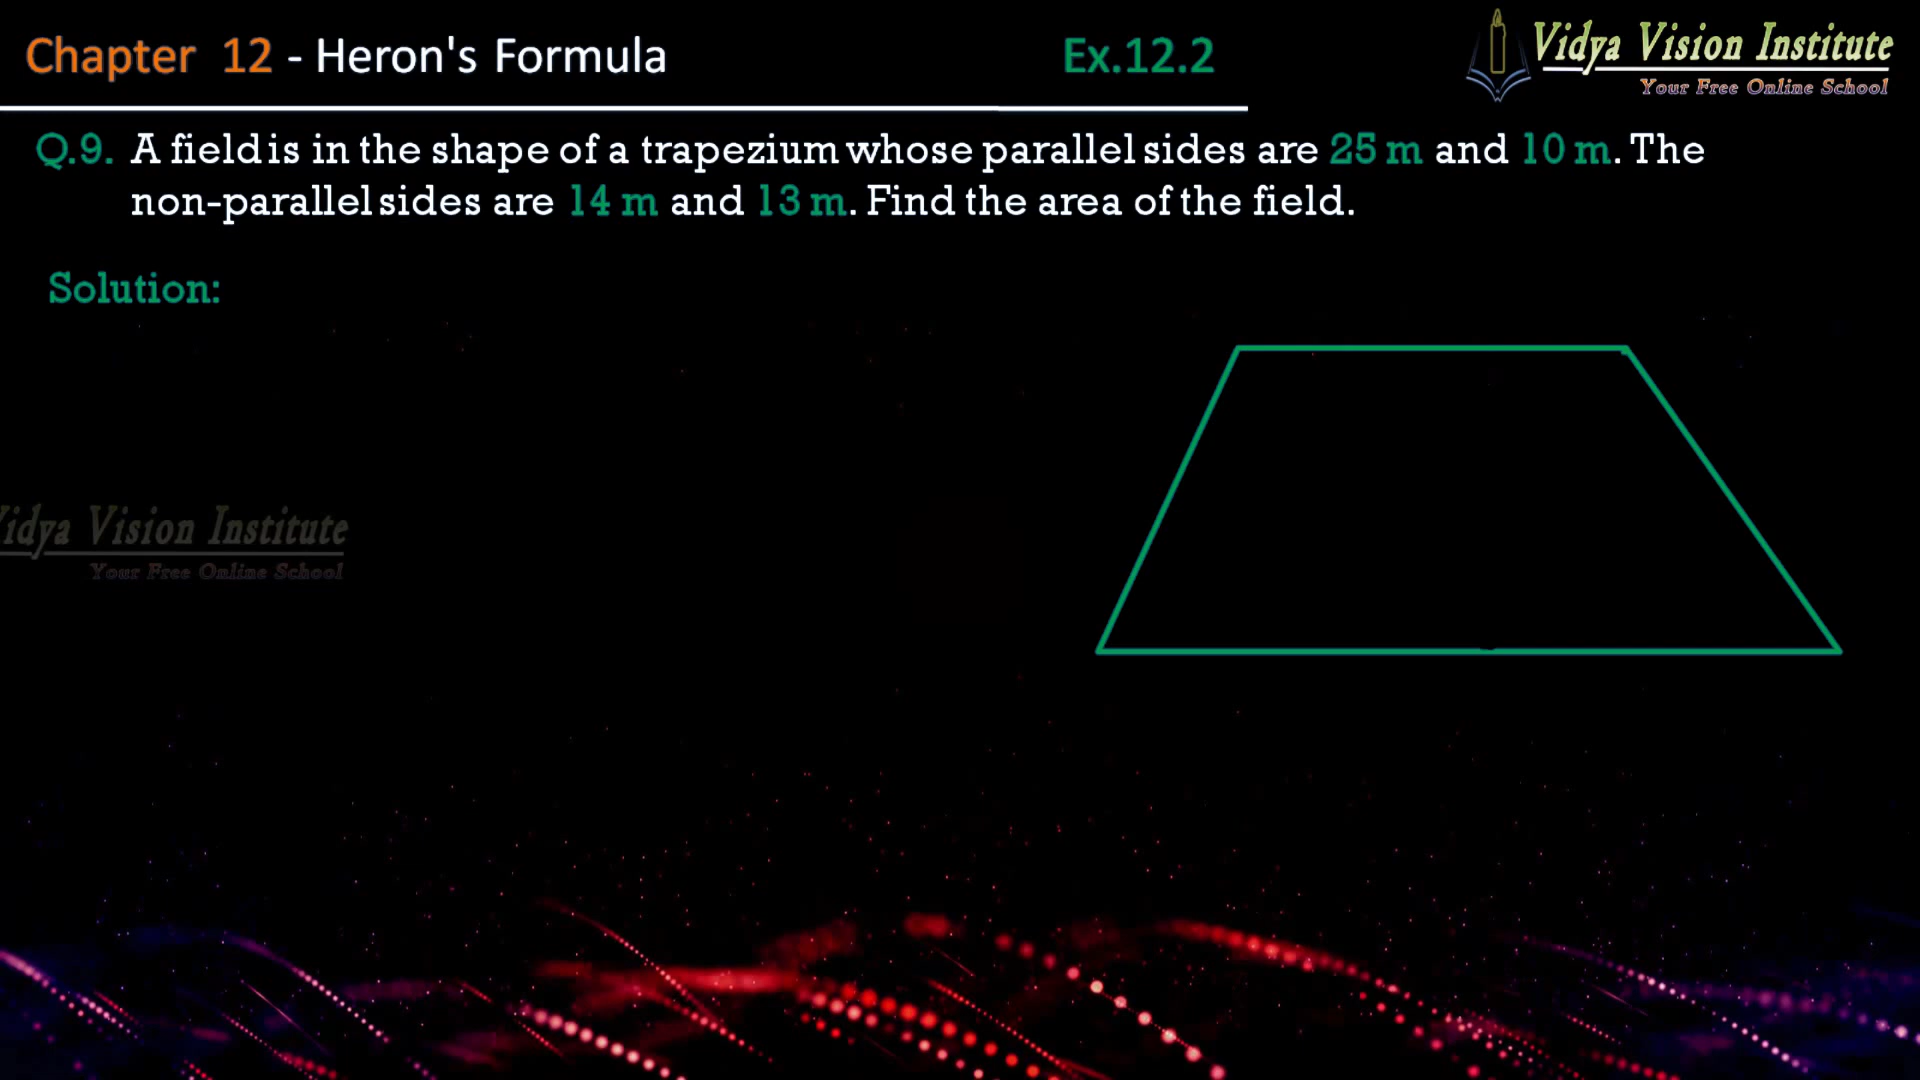 Chapter 12 - Heron's Formula
Ex.12.2
Vidya Vision Institute
Your Free Online School
Q.9. A field is in the shape of a trapezium whose parallel sides are 25 m and 10 m. The
non-parallel sides are 14 m and 13 m. Find the area of the field.
Solution:
Vidya Vision Institute
Your Free Online School